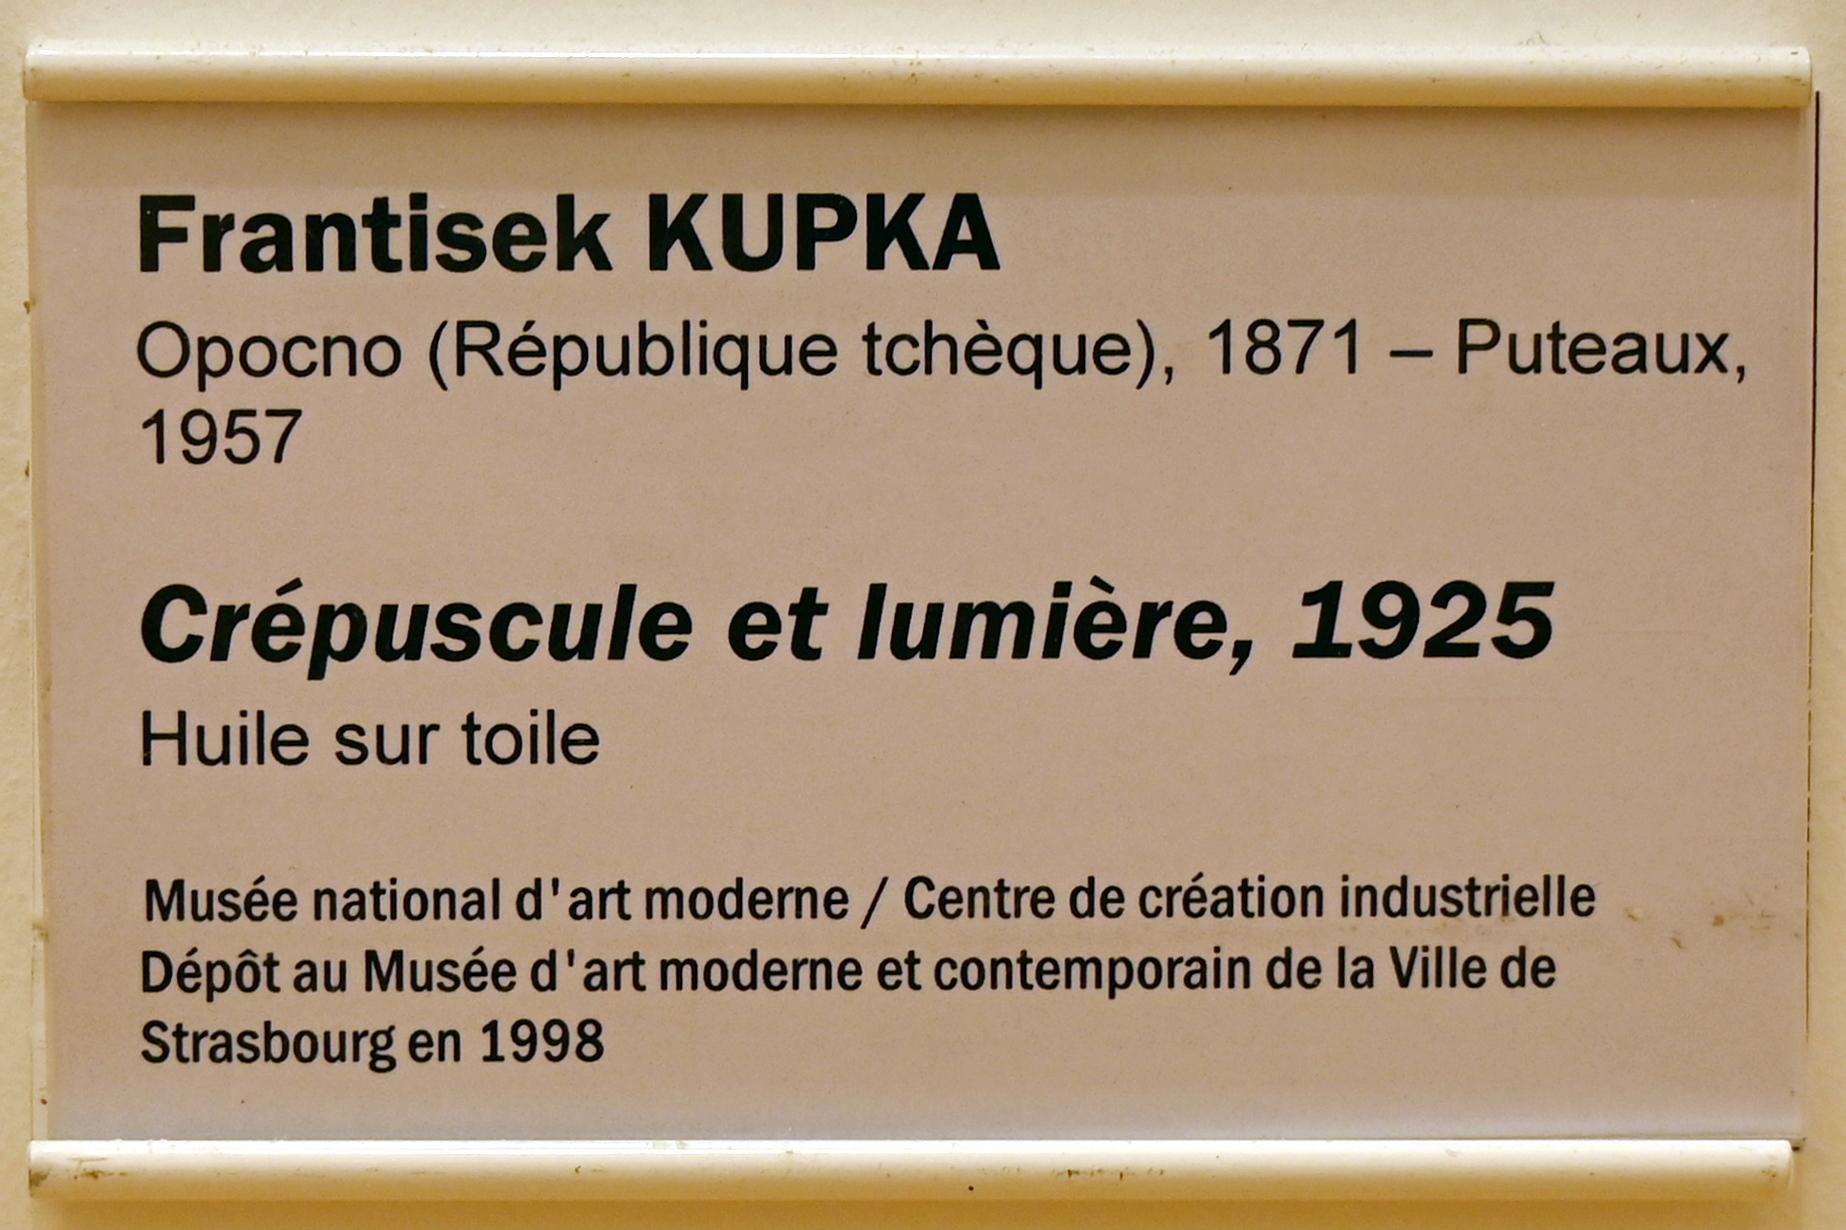 Frantisek KUPKA
Opocno (République tchèque), 1871 – Puteaux,
1957
Crépuscule et lumière, 1925
Huile sur toile
Musée national d'art moderne / Centre de création industrielle
Dépôt au Musée d'art moderne et contemporain de la Ville de
Strasbourg en 1998